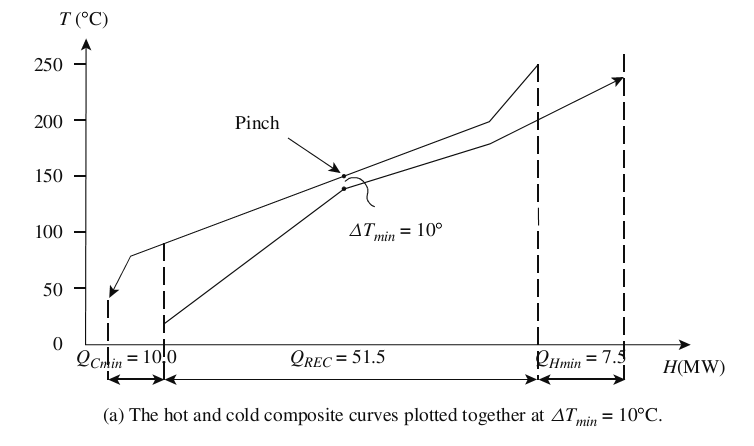 T (°C)
250
200
150
100
50
0
Pinch
ΔTmin = 10°
QCmin = 10.0
QREC = 51.5
QHmin = 7.5
H(MW)
(a) The hot and cold composite curves plotted together at ΔTmin = 10°C.